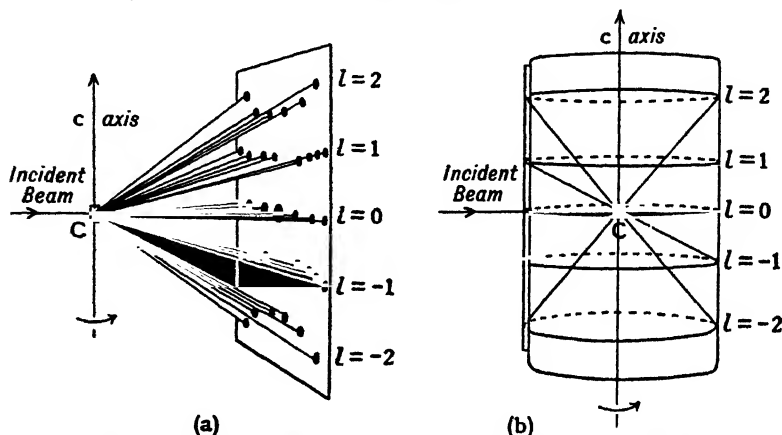 c axis
l = 2
l = 1
Incident
Beam
C
l = 0
l = -1
l = -2
(a)
c axis
l = 2
l = 1
Incident
Beam
C
l = 0
l = -1
l = -2
(b)